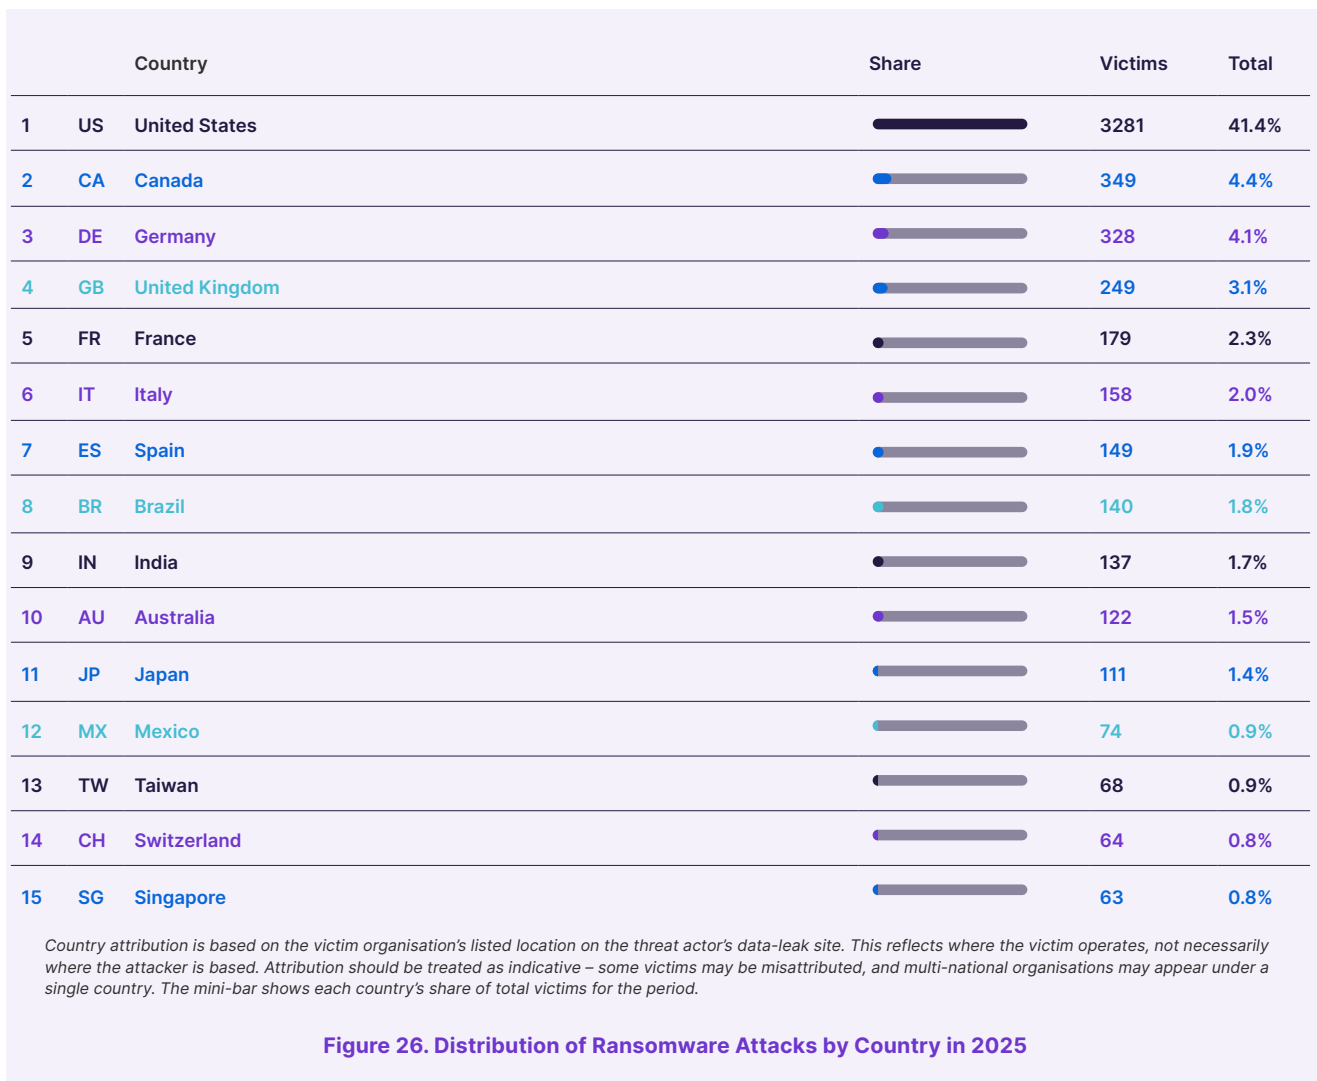 Country Share Victims Total
1 US United States 3281 41.4%
2 CA Canada 349 4.4%
3 DE Germany 328 4.1%
4 GB United Kingdom 249 3.1%
5 FR France 179 2.3%
6 IT Italy 158 2.0%
7 ES Spain 149 1.9%
8 BR Brazil 140 1.8%
9 IN India 137 1.7%
10 AU Australia 122 1.5%
11 JP Japan 111 1.4%
12 MX Mexico 74 0.9%
13 TW Taiwan 68 0.9%
14 CH Switzerland 64 0.8%
15 SG Singapore 63 0.8%
Country attribution is based on the victim organisation's listed location on the threat actor's data-leak site. This reflects where the victim operates, not necessarily
where the attacker is based. Attribution should be treated as indicative – some victims may be misattributed, and multi-national organisations may appear under a
single country. The mini-bar shows each country's share of total victims for the period.
Figure 26. Distribution of Ransomware Attacks by Country in 2025